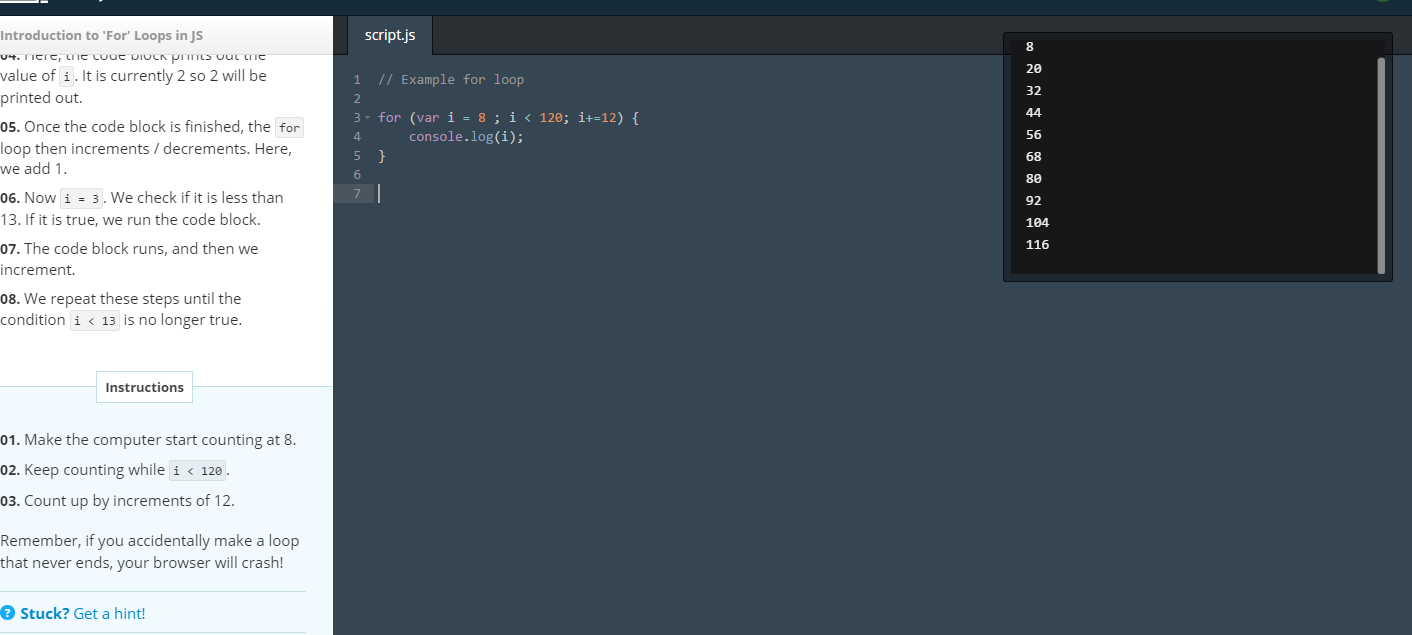 Introduction to 'For' Loops in JS
04. Here, the code block prints out the
value of i. It is currently 2 so 2 will be
printed out.
05. Once the code block is finished, the for
loop then increments / decrements. Here,
we add 1.
06. Now i = 3. We check if it is less than
13. If it is true, we run the code block.
07. The code block runs, and then we
increment.
08. We repeat these steps until the
condition i < 13 is no longer true.
Instructions
01. Make the computer start counting at 8.
02. Keep counting while i < 120.
03. Count up by increments of 12.
Remember, if you accidentally make a loop
that never ends, your browser will crash!
? Stuck? Get a hint!
script.js
1 // Example for loop
2
3 for (var i = 8 ; i < 120; i+=12) {
4     console.log(i);
5 }
6
7
8
20
32
44
56
68
80
92
104
116